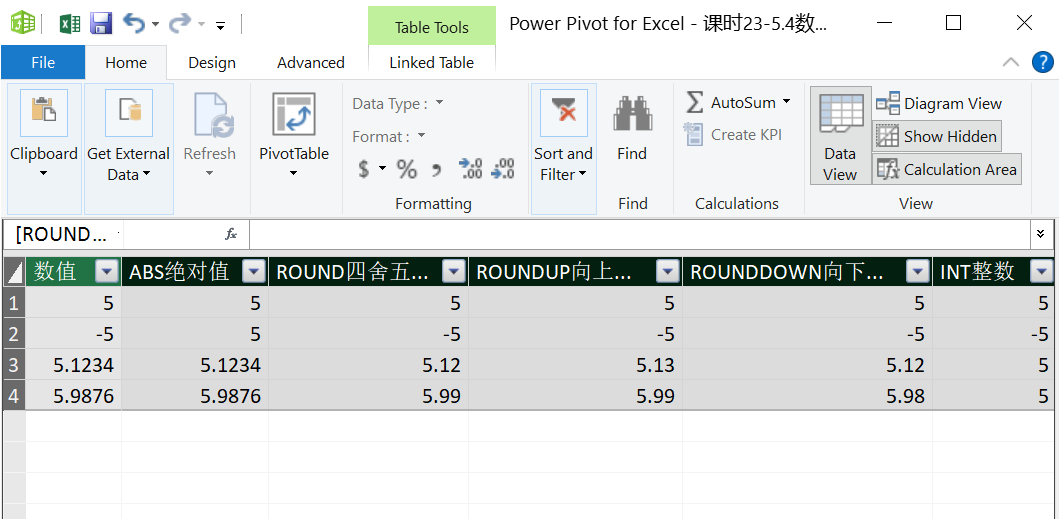 Table Tools
Power Pivot for Excel - 课时23-5.4数...
File
Home
Design
Advanced
Linked Table
Clipboard
Get External Data
Refresh
PivotTable
Data Type :
Format :
$ % , .0 .00 .00 .0
Formatting
Sort and Filter
Find
Find
AutoSum
Create KPI
Calculations
Data View
Diagram View
Show Hidden
Calculation Area
View
[ROUND... fx
数值 ABS绝对值 ROUND四舍五... ROUNDUP向上... ROUNDDOWN向下... INT整数
1 5 5 5 5 5 5
2 -5 5 -5 -5 -5 -5
3 5.1234 5.1234 5.12 5.13 5.12 5
4 5.9876 5.9876 5.99 5.99 5.98 5